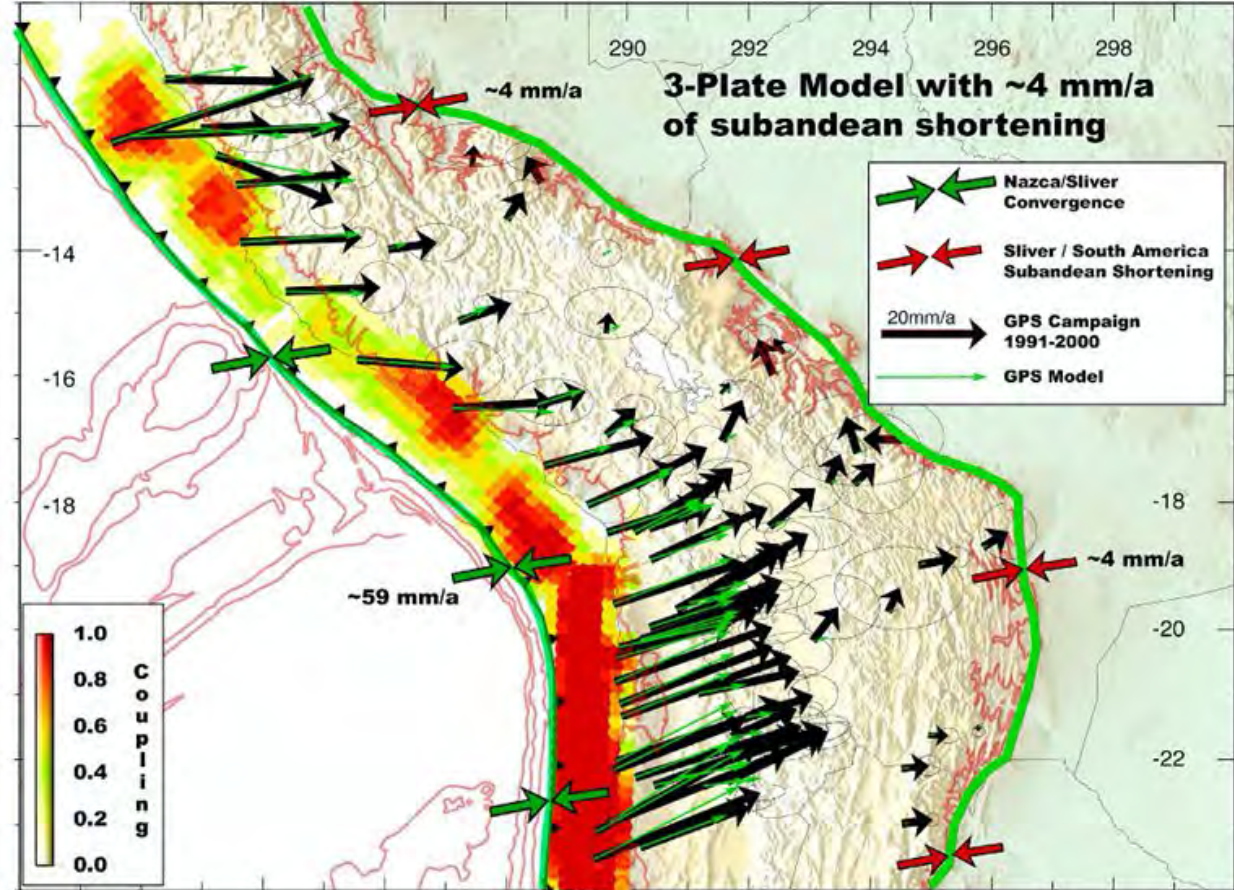 290 292 294 296 298
3-Plate Model with ~4 mm/a
of subandean shortening
~4 mm/a
Nazca/Sliver
Convergence
Sliver / South America
Subandean Shortening
20mm/a
GPS Campaign
1991-2000
GPS Model
-14
-16
-18
-18
~4 mm/a
~59 mm/a
-20
-22
1.0
0.8
0.6
0.4
0.2
0.0
Coupling